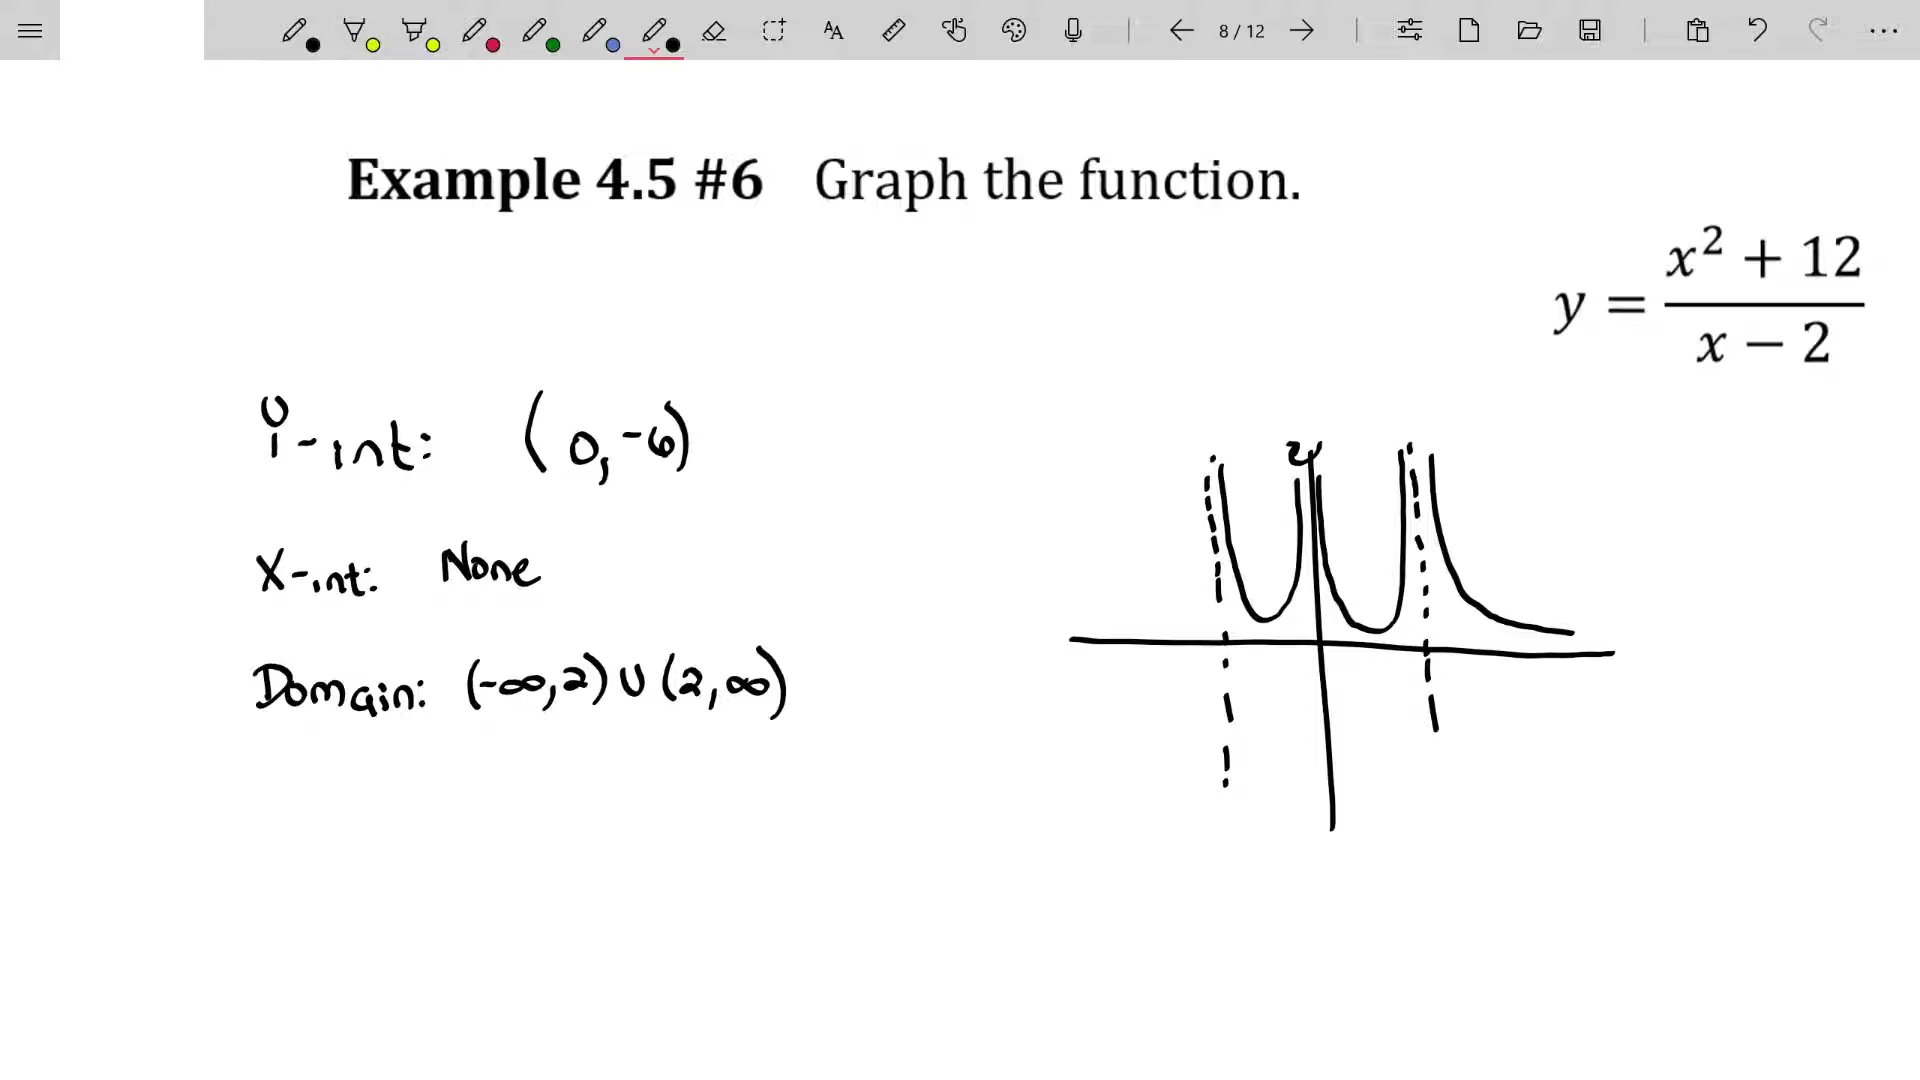 8 / 12
Example 4.5 #6 Graph the function.
y = \frac{x^2 + 12}{x - 2}
Y-int: (0, -6)
X-int: None
Domain: (-∞, 2) ∪ (2, ∞)